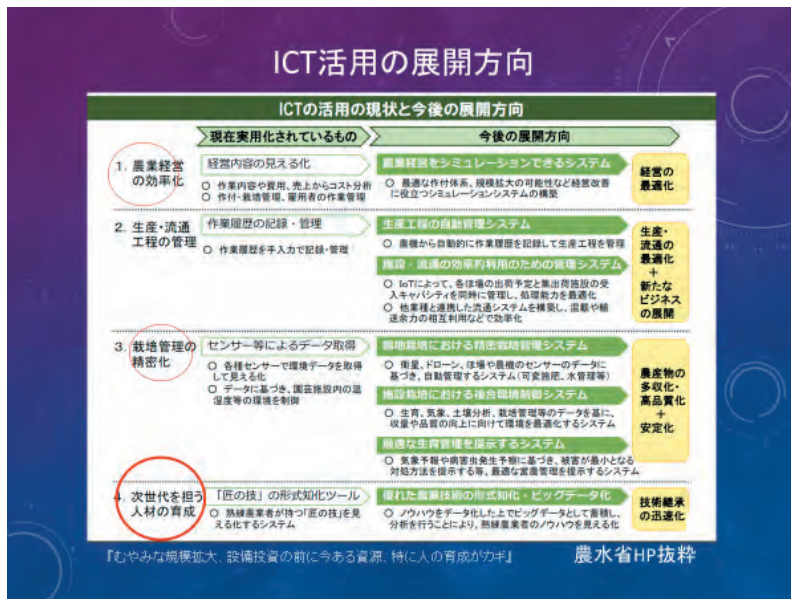 ICT活用の展開方向
ICTの活用の現状と今後の展開方向
現在実用化されているもの
今後の展開方向
1. 農業経営
の効率化
経営内容の見える化
○ 作業内容や費用、売上からコスト分析
○ 作付・栽培管理、雇用者の作業管理
農業経営をシミュレーションできるシステム
○ 最適な作付体系、規模拡大の可能性など経営改善
に役立つシミュレーションシステムの構築
経営の
最適化
2. 生産・流通
工程の管理
作業履歴の記録・管理
○ 作業履歴を手入力で記録・管理
生産工程の自動管理システム
○ 農機から自動的に作業履歴を記録して生産工程を管理
施設・流通の効率的利用のための管理システム
○ IoTによって、各ほ場の出荷予定と集出荷施設の受
入キャパシティを同時に管理し、処理能力を最適化
○ 他業種と連携した流通システムを構築し、混載や輸
送余力の相互利用などで効率化
生産・
流通の
最適化
＋
新たな
ビジネス
の展開
3. 栽培管理の
精密化
センサー等によるデータ取得
○ 各種センサーで環境データを取得
して見える化
○ データに基づき、園芸施設内の温
湿度等の環境を制御
露地栽培における精密栽培管理システム
○ 衛星、ドローン、ほ場や農機のセンサーのデータに
基づき、自動管理するシステム(可変施肥、水管理等)
施設栽培における複合環境制御システム
○ 生育、気象、土壌分析、栽培管理等のデータを基に、
収量や品質の向上に向けて環境を最適化するシステム
最適な生育管理を提示するシステム
○ 気象予報や病害虫発生予察に基づき、被害が最小となる
対処方法を提示する等、最適な営農管理を提示するシステム
農産物の
多収化・
高品質化
＋
安定化
4. 次世代を担う
人材の育成
「匠の技」の形式知化ツール
○ 熟練農業者が持つ「匠の技」を見
える化するシステム
優れた農業技術の形式知化・ビッグデータ化
○ ノウハウをデータ化した上でビッグデータとして蓄積し、
分析を行うことにより、熟練農業者のノウハウを見える化
技術継承
の迅速化
『むやみな規模拡大、設備投資の前に今ある資源、特に人の育成がカギ』
農水省HP抜粋